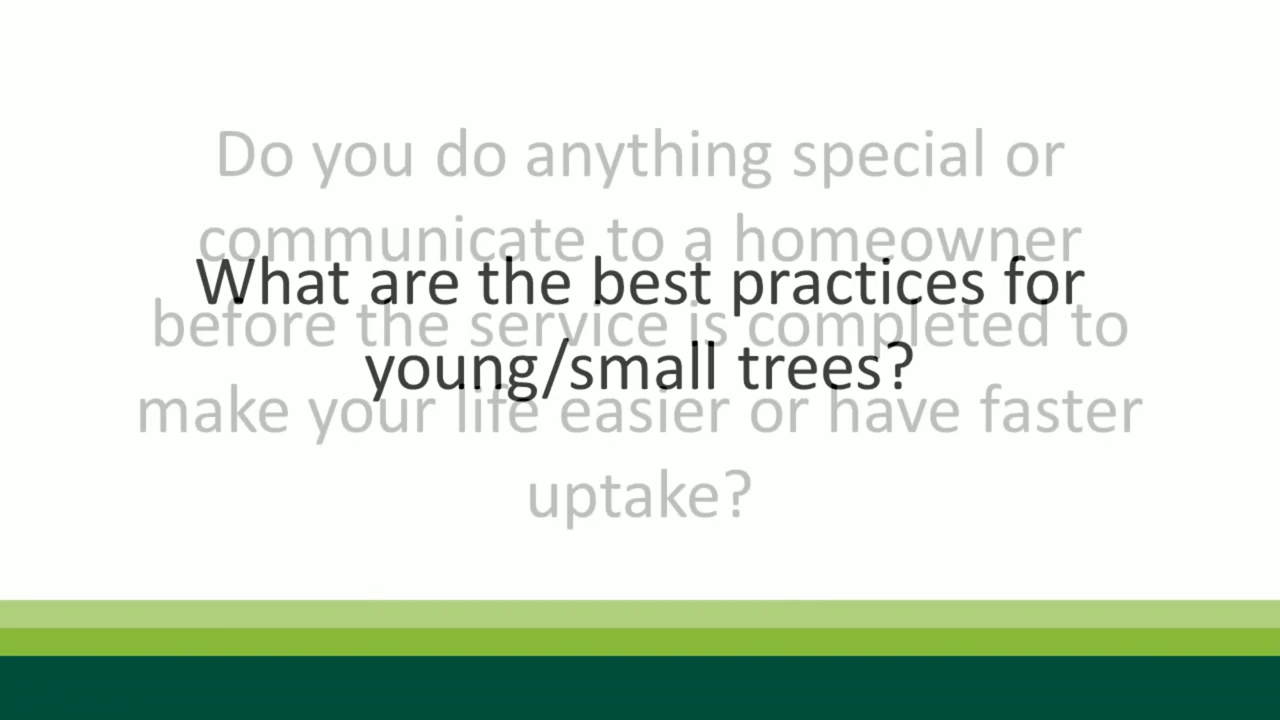 Do you do anything special or
communicate to a homeowner
What are the best practices for
before the service is completed to
young/small trees?
make your life easier or have faster
uptake?